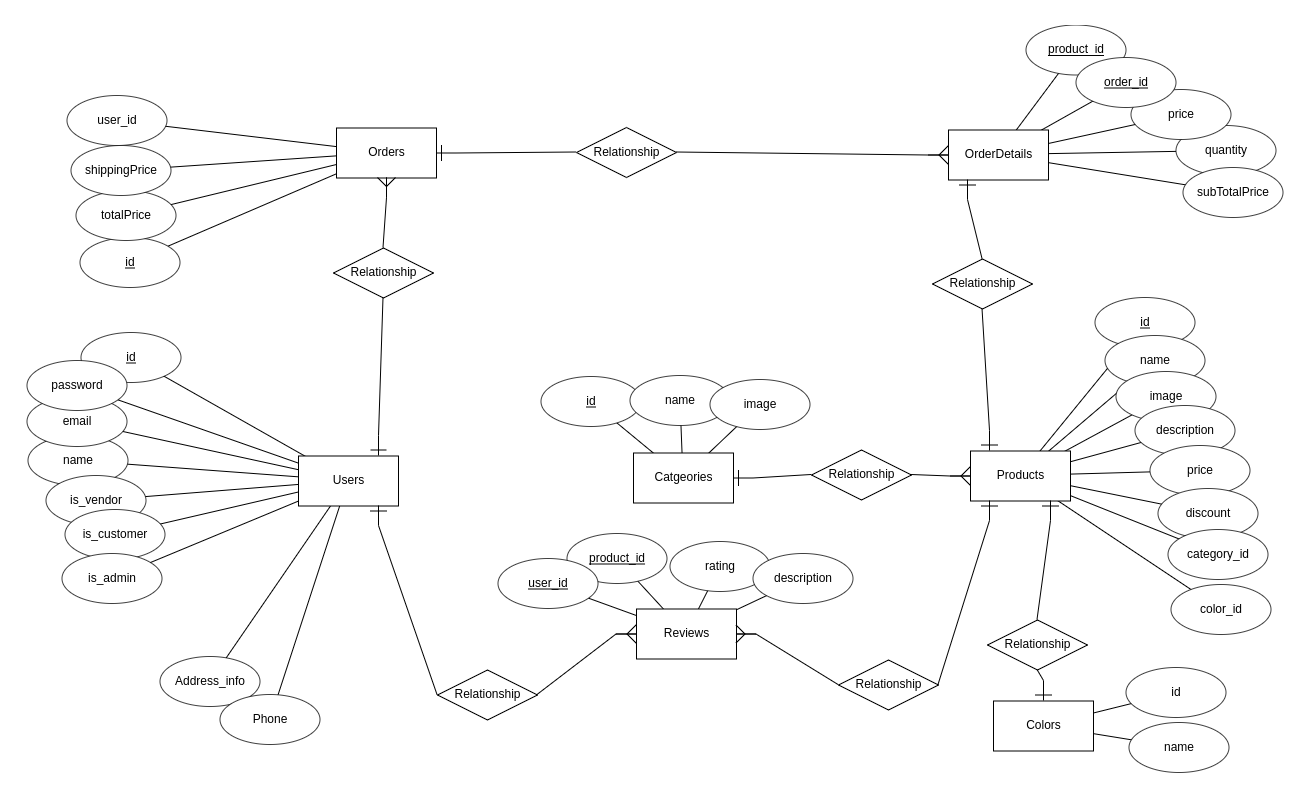 product_id
order_id
price
quantity
subTotalPrice
user_id
shippingPrice
totalPrice
id
Orders
Relationship
OrderDetails
Relationship
Relationship
id
password
email
name
is_vendor
is_customer
is_admin
Users
Address_info
Phone
id
name
image
Catgeories
Relationship
Products
id
name
image
description
price
discount
category_id
color_id
user_id
product_id
rating
description
Reviews
Relationship
Relationship
Relationship
Colors
id
name